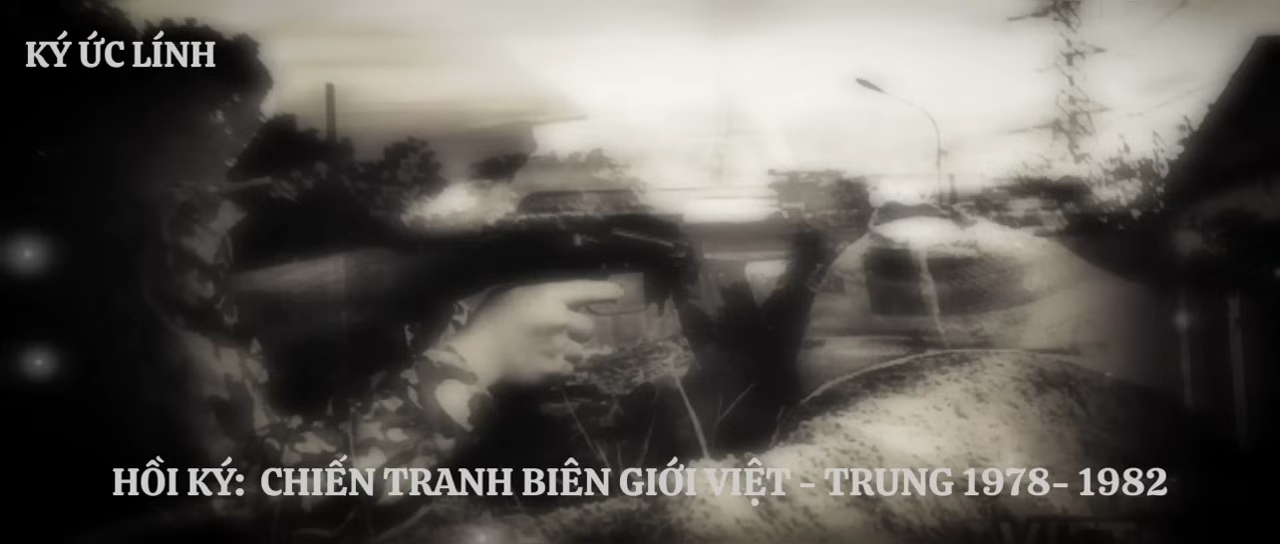 KÝ ỨC LÍNH
HỒI KÝ: CHIẾN TRANH BIÊN GIỚI VIỆT - TRUNG 1978- 1982